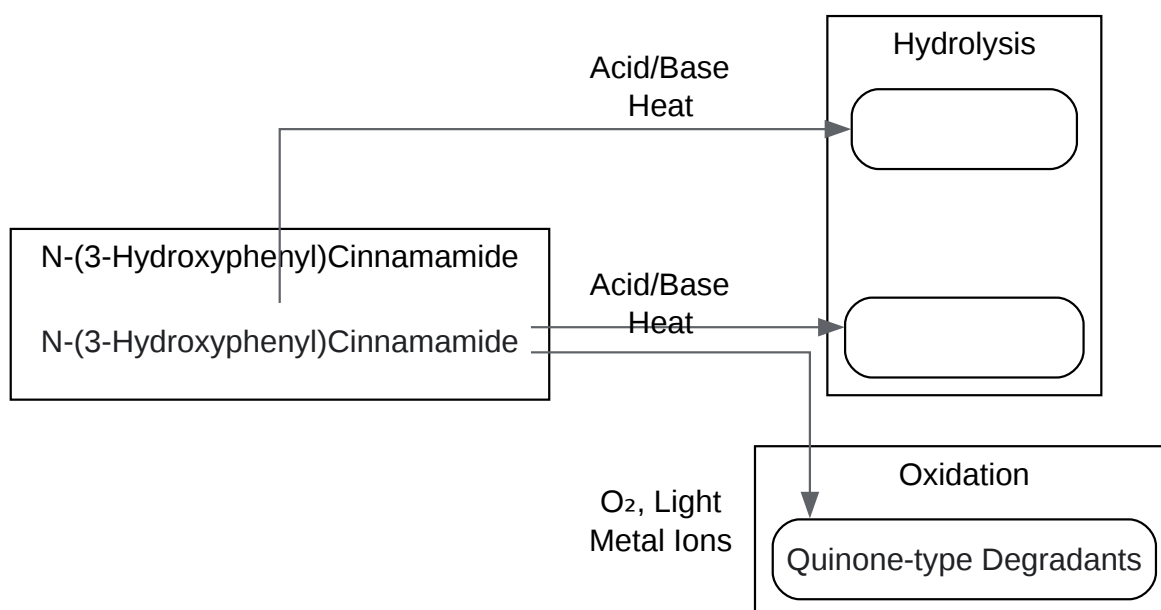 Hydrolysis
Acid/Base
Heat
N-(3-Hydroxyphenyl)Cinnamamide
Acid/Base
Heat
N-(3-Hydroxyphenyl)Cinnamamide
Oxidation
O₂, Light
Metal Ions
Quinone-type Degradants